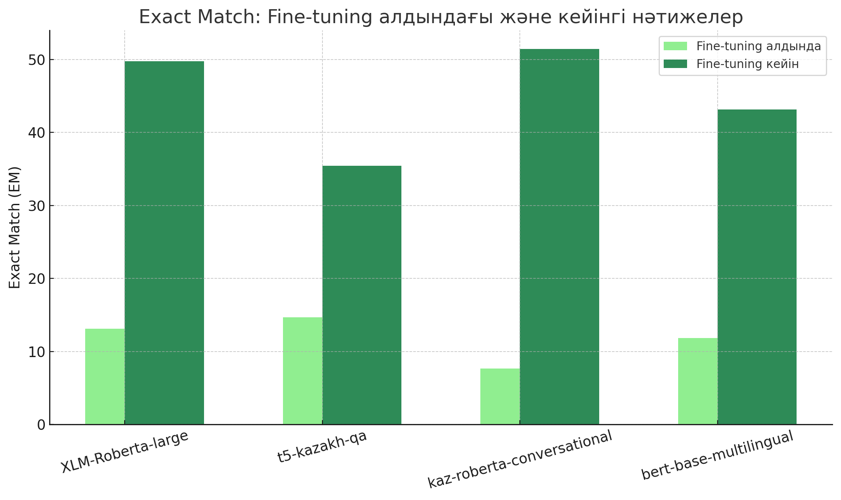 Exact Match: Fine-tuning алдындағы және кейінгі нәтижелер
Fine-tuning алдында
Fine-tuning кейін
Exact Match (EM)
50
40
30
20
10
0
XLM-Roberta-large
t5-kazakh-qa
kaz-roberta-conversational
bert-base-multilingual